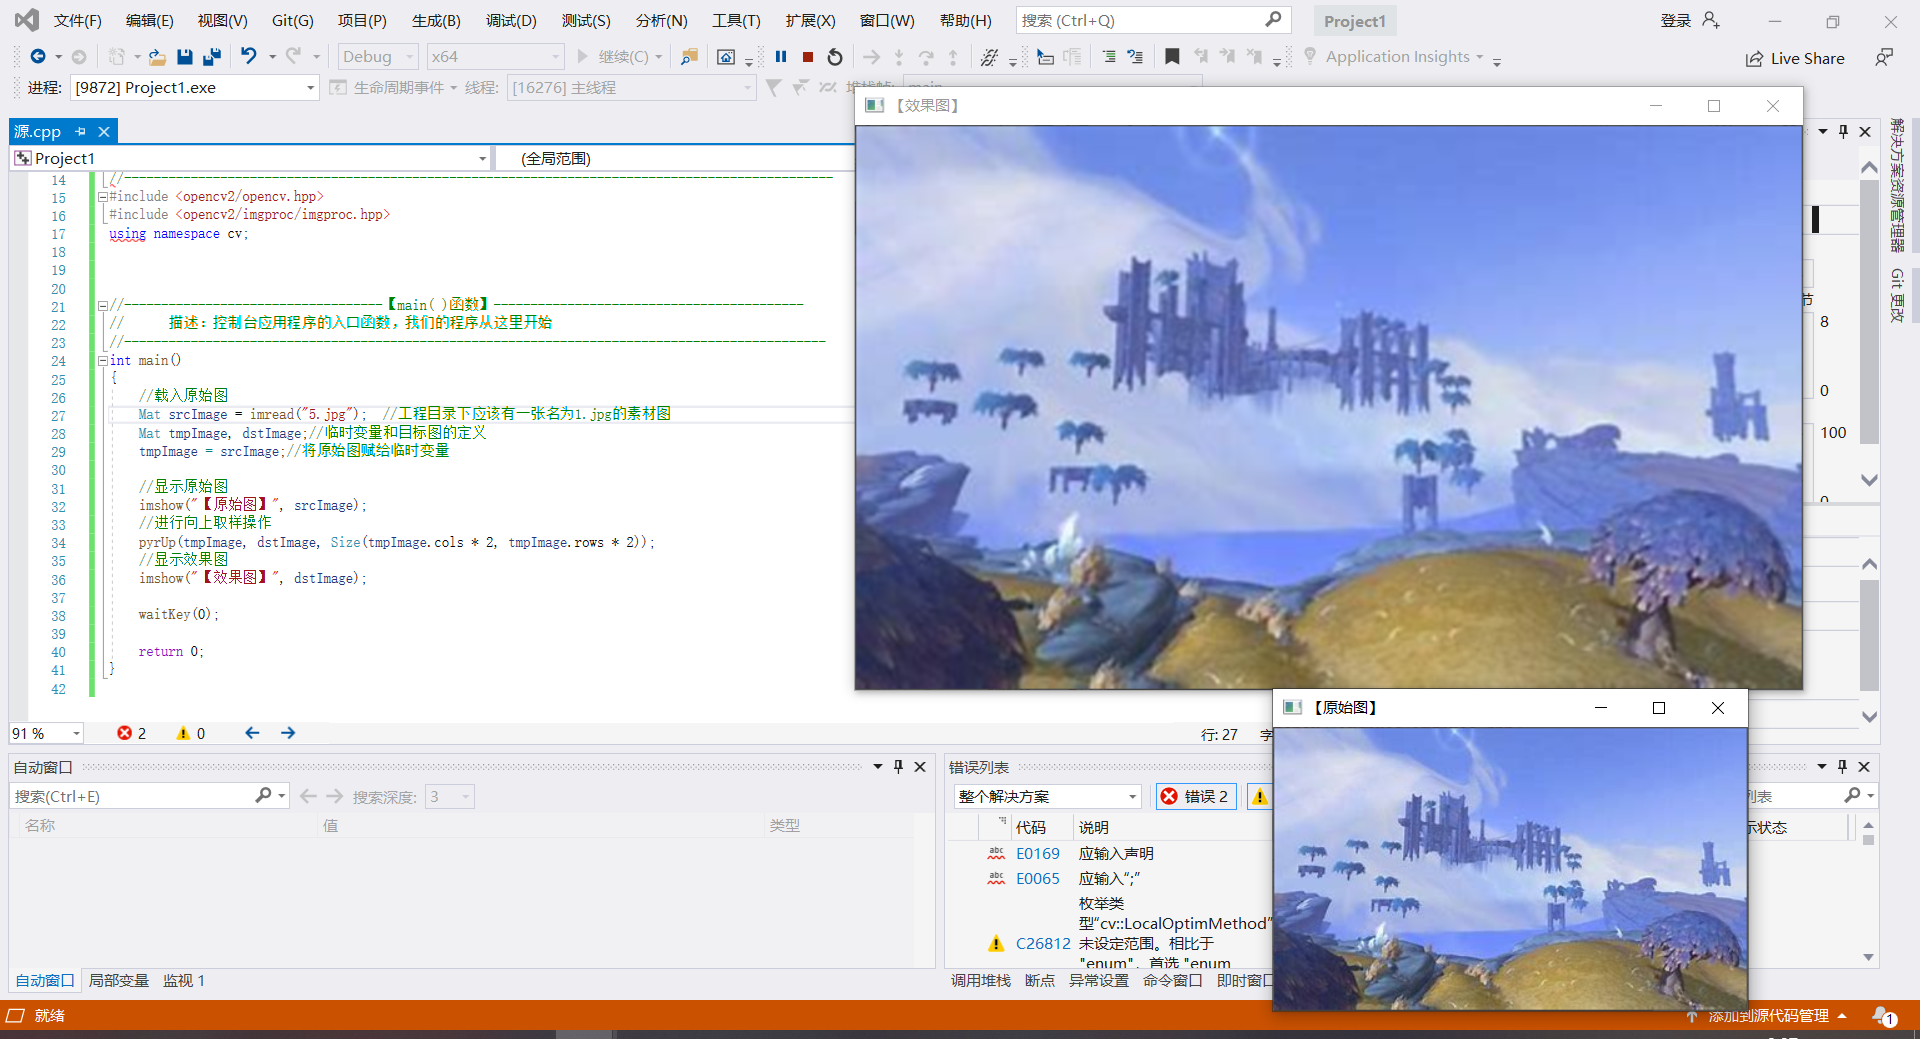 文件(F) 编辑(E) 视图(V) Git(G) 项目(P) 生成(B) 调试(D) 测试(S) 分析(N) 工具(T) 扩展(X) 窗口(W) 帮助(H) 搜索 (Ctrl+Q) Project1 登录
Debug x64 继续(C) Application Insights Live Share
进程: [9872] Project1.exe 生命周期事件 线程: [16276] 主线程
【效果图】
源.cpp
Project1 (全局范围)
14 //------------------------------------------------------------------------------------------------
15 #include <opencv2/opencv.hpp>
16 #include <opencv2/imgproc/imgproc.hpp>
17 using namespace cv;
18
19
20
21 //-----------------------------------【main( )函数】------------------------------------------
22 // 描述：控制台应用程序的入口函数，我们的程序从这里开始
23 //-----------------------------------------------------------------------------------------------
24 int main()
25 {
26 //载入原始图
27 Mat srcImage = imread("5.jpg"); //工程目录下应该有一张名为1.jpg的素材图
28 Mat tmpImage, dstImage;//临时变量和目标图的定义
29 tmpImage = srcImage;//将原始图赋给临时变量
30
31 //显示原始图
32 imshow("【原始图】", srcImage);
33 //进行向上取样操作
34 pyrUp(tmpImage, dstImage, Size(tmpImage.cols * 2, tmpImage.rows * 2));
35 //显示效果图
36 imshow("【效果图】", dstImage);
37
38 waitKey(0);
39
40 return 0;
41 }
42
节
8
0
100
0
解决方案资源管理器
Git 更改
91 % 2 0 行: 27
【原始图】
自动窗口
搜索(Ctrl+E) 搜索深度: 3
名称 值 类型
自动窗口 局部变量 监视 1
错误列表
整个解决方案 错误 2 列表
代码 说明 示状态
abc E0169 应输入声明
abc E0065 应输入“;”
枚举类
型“cv::LocalOptimMethod”
C26812 未设定范围。相比于
"enum"，首选 "enum
调用堆栈 断点 异常设置 命令窗口 即时窗口
就绪 添加到源代码管理 1